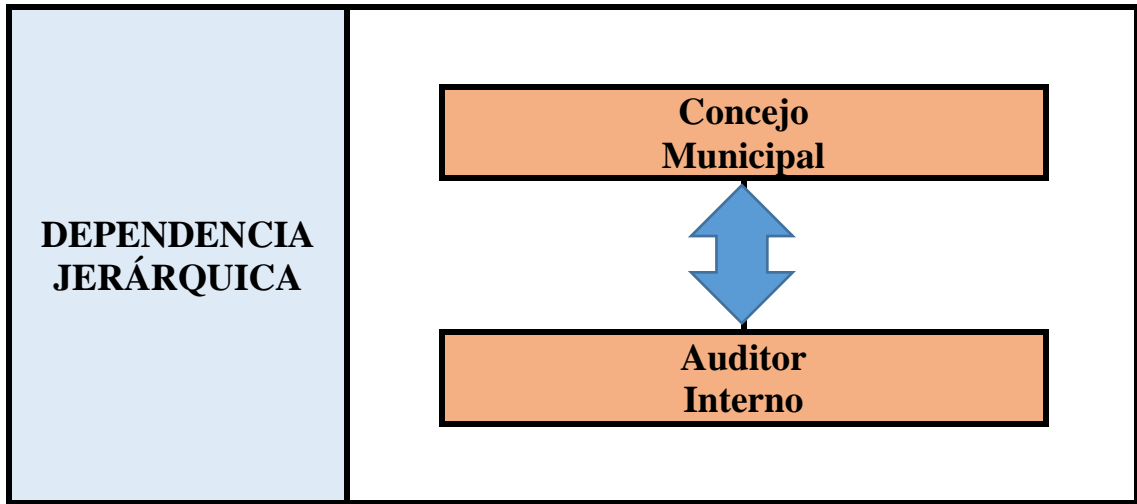 DEPENDENCIA
JERÁRQUICA
Concejo
Municipal
Auditor
Interno